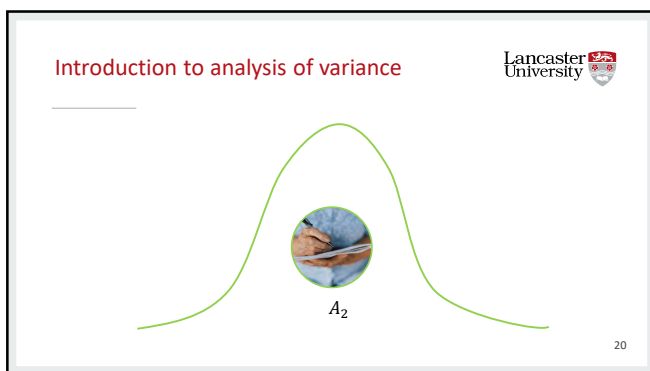 Introduction to analysis of variance
Lancaster
University
A₂
20